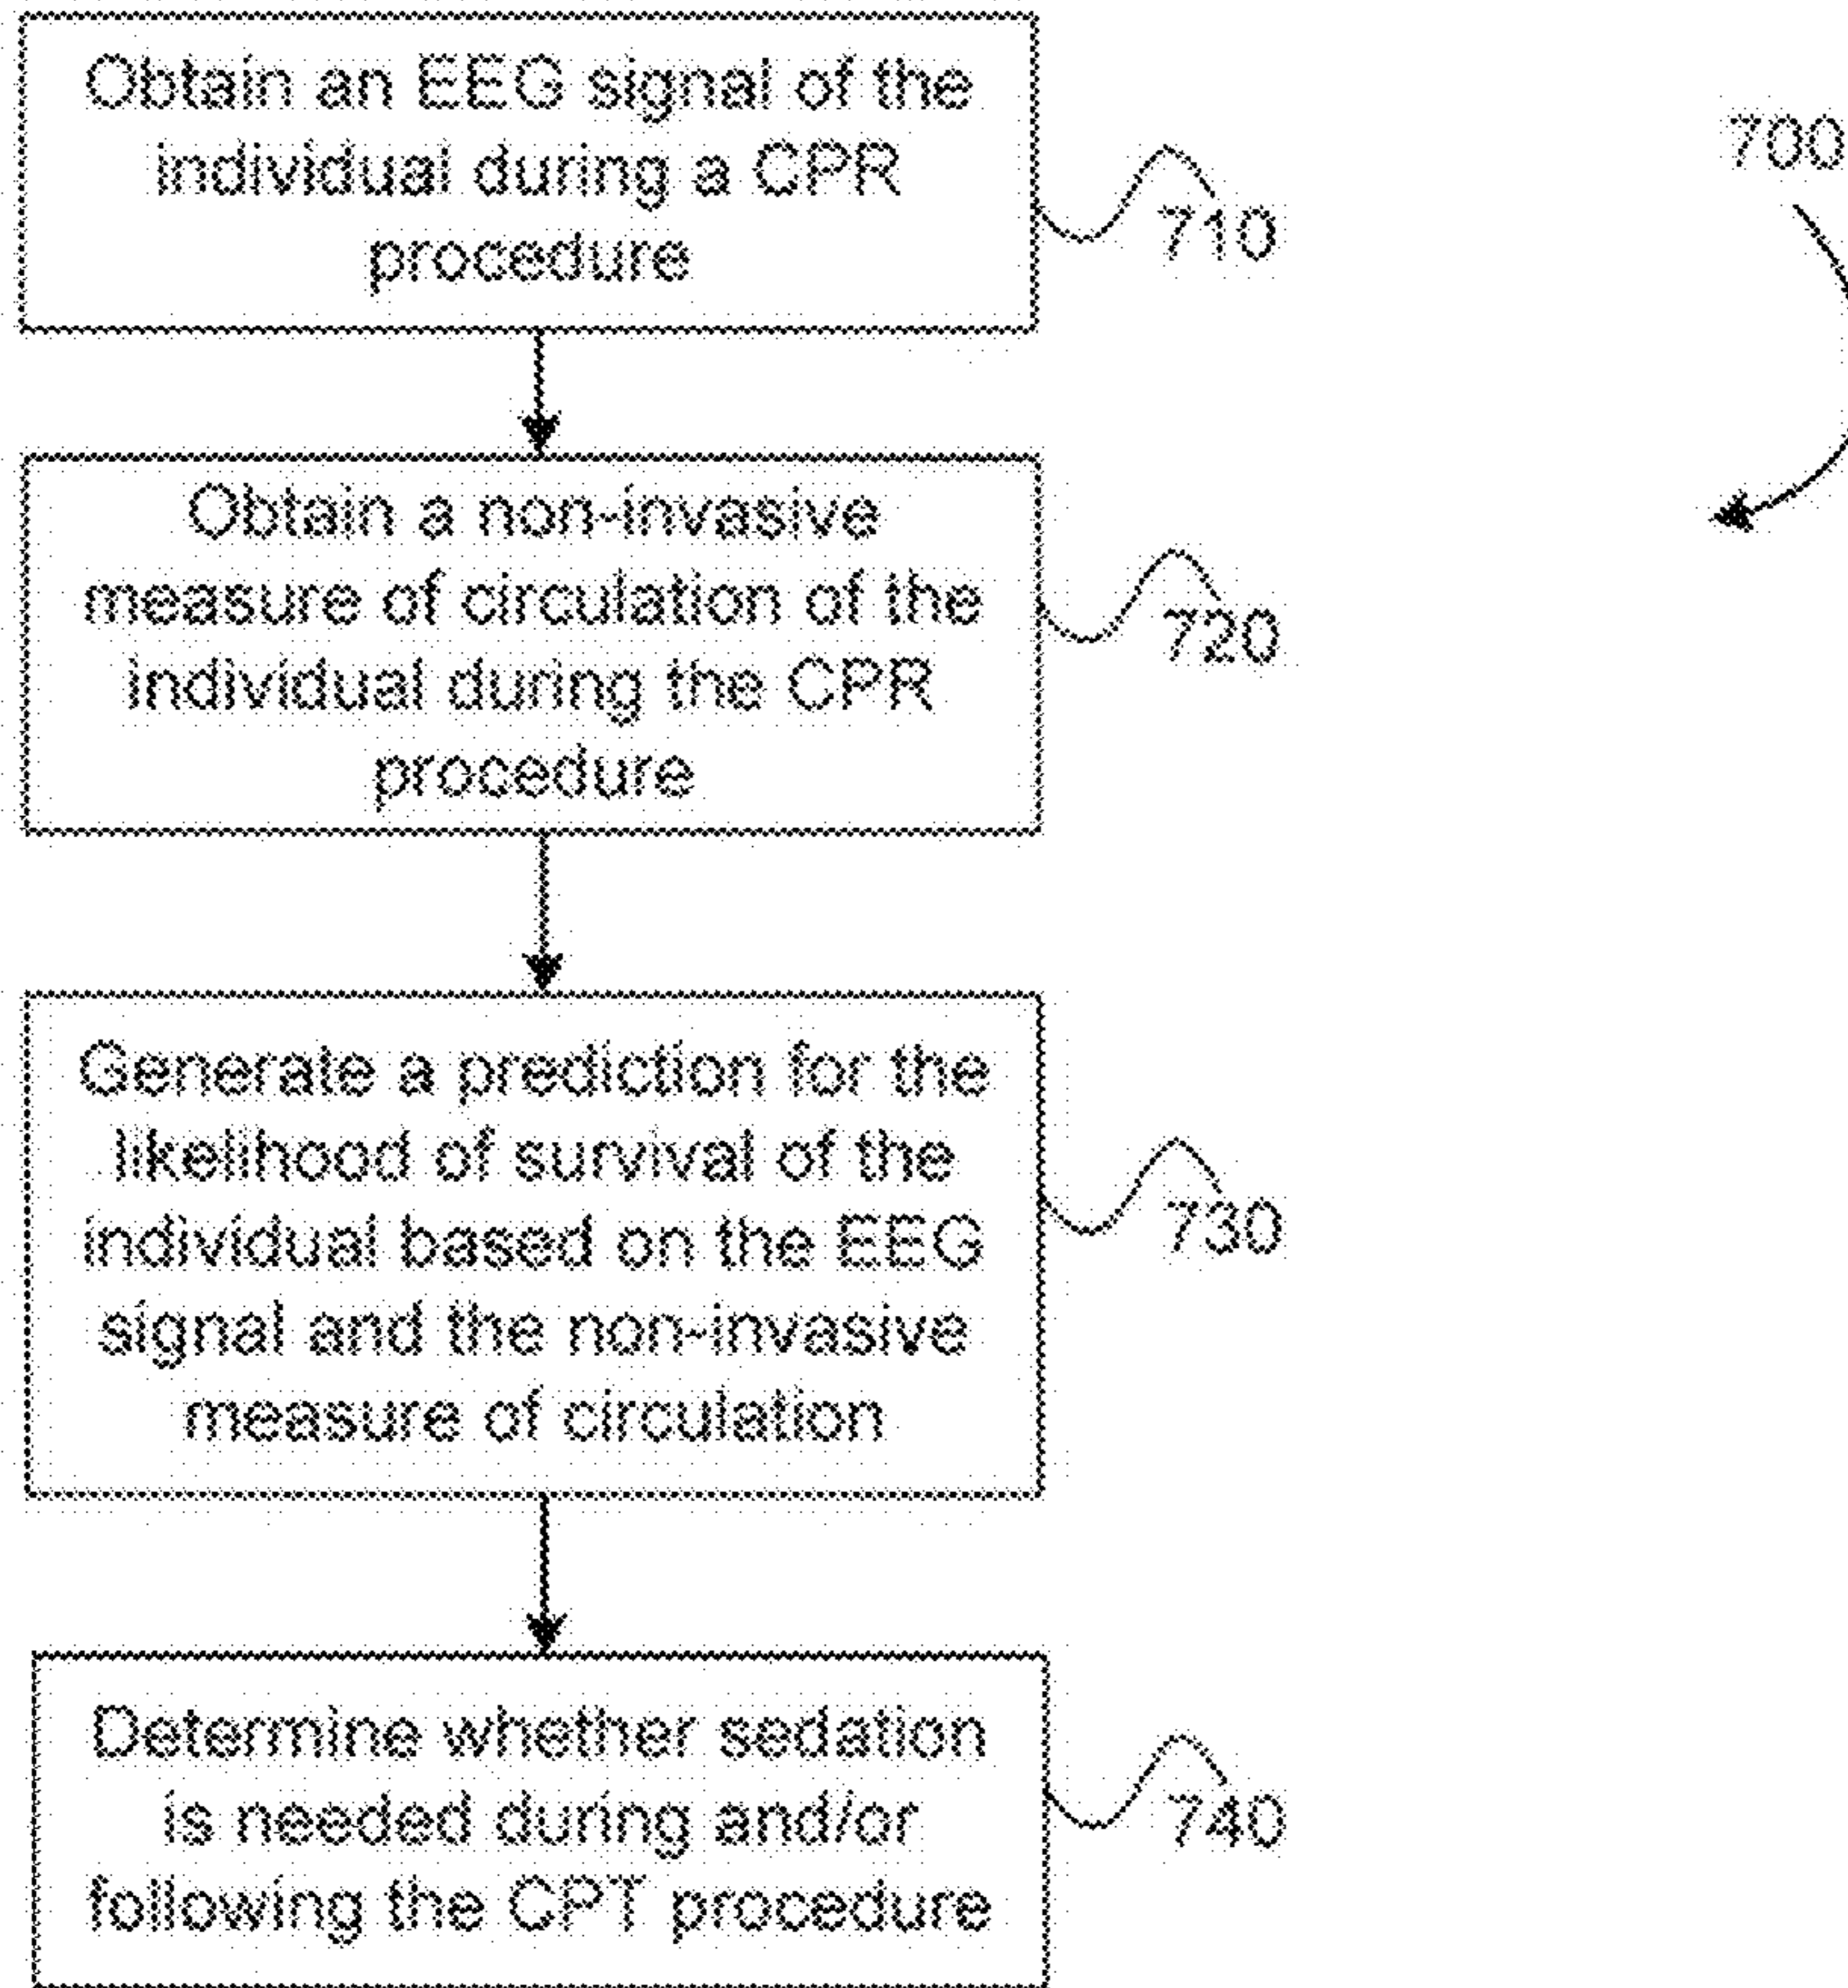 Obtain an EEG signal of the
individual during a CPR
procedure
710
700
Obtain a non-invasive
measure of circulation of the
individual during the CPR
procedure
720
Generate a prediction for the
likelihood of survival of the
individual based on the EEG
signal and the non-invasive
measure of circulation
730
Determine whether sedation
is needed during and/or
following the CPT procedure
740